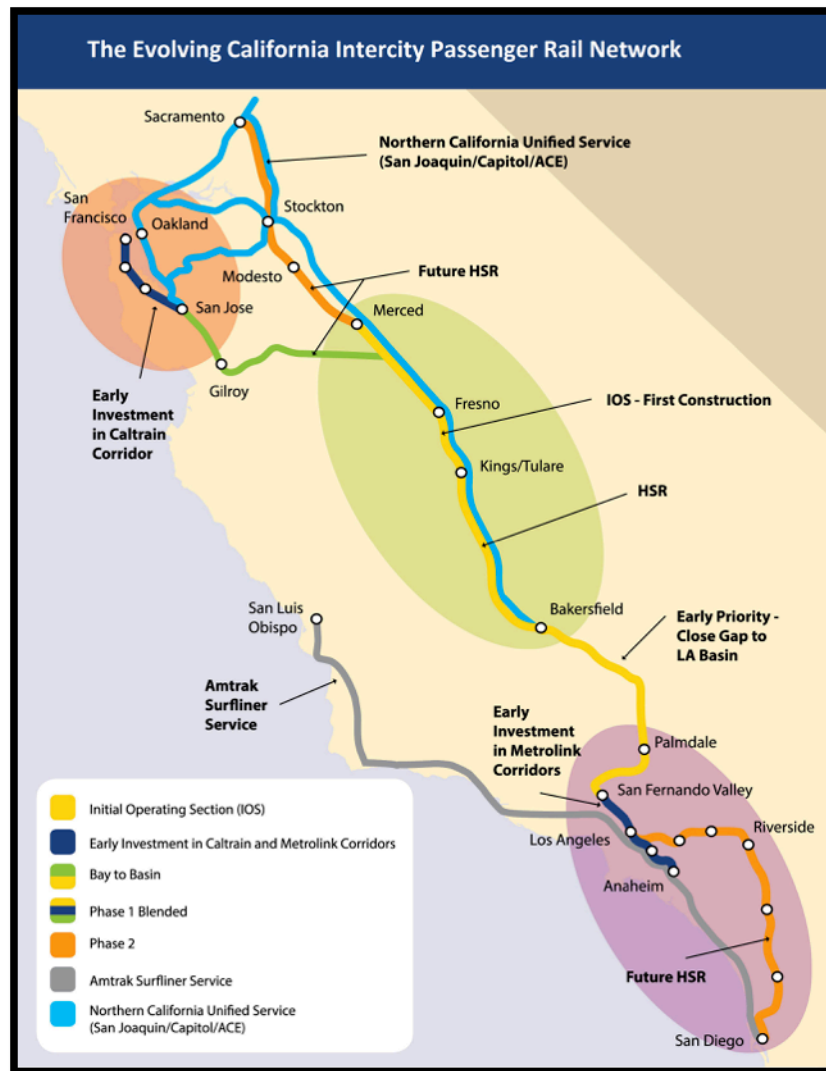 The Evolving California Intercity Passenger Rail Network
Sacramento
Northern California Unified Service
(San Joaquin/Capitol/ACE)
San
Francisco
Oakland
Stockton
Modesto
Future HSR
San Jose
Merced
Gilroy
Early
Investment
in Caltrain
Corridor
Fresno
IOS - First Construction
Kings/Tulare
HSR
San Luis
Obispo
Bakersfield
Early Priority -
Close Gap to
LA Basin
Amtrak
Surfliner
Service
Early
Investment
in Metrolink
Corridors
Palmdale
San Fernando Valley
Los Angeles
Riverside
Anaheim
Future HSR
San Diego
Initial Operating Section (IOS)
Early Investment in Caltrain and Metrolink Corridors
Bay to Basin
Phase 1 Blended
Phase 2
Amtrak Surfliner Service
Northern California Unified Service
(San Joaquin/Capitol/ACE)